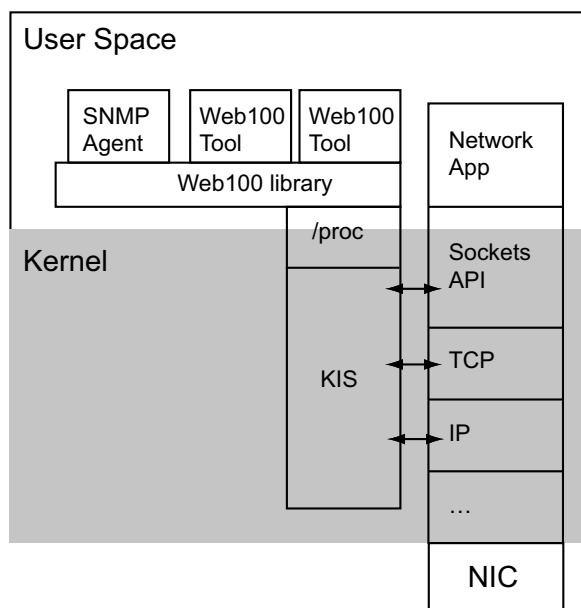 User Space
SNMP
Agent
Web100
Tool
Web100
Tool
Network
App
Web100 library
/proc
Kernel
Sockets
API
KIS
TCP
IP
...
NIC